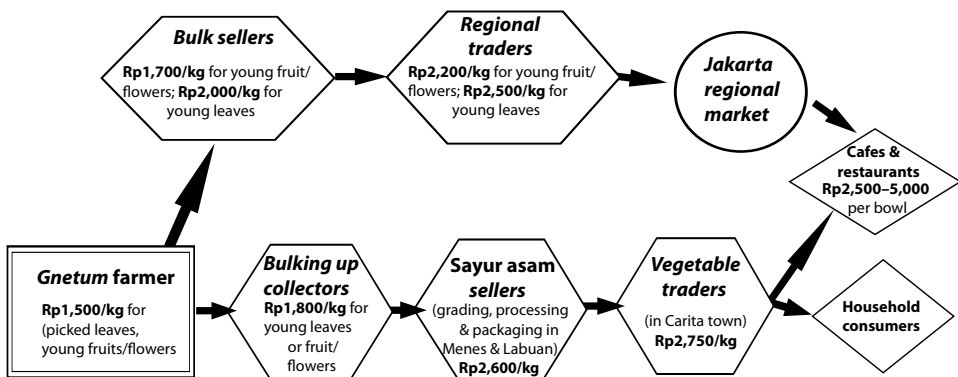 Bulk sellers
Rp1,700/kg for young fruit/
flowers; Rp2,000/kg for
young leaves
Regional
traders
Rp2,200/kg for young fruit/
flowers; Rp2,500/kg for
young leaves
Jakarta
regional
market
Cafes &
restaurants
Rp2,500–5,000
per bowl
Gnetum farmer
Rp1,500/kg for
(picked leaves,
young fruits/flowers
Bulking up
collectors
Rp1,800/kg for
young leaves
or fruit/
flowers
Sayur asam
sellers
(grading, processing
& packaging in
Menes & Labuan)
Rp2,600/kg
Vegetable
traders
(in Carita town)
Rp2,750/kg
Household
consumers